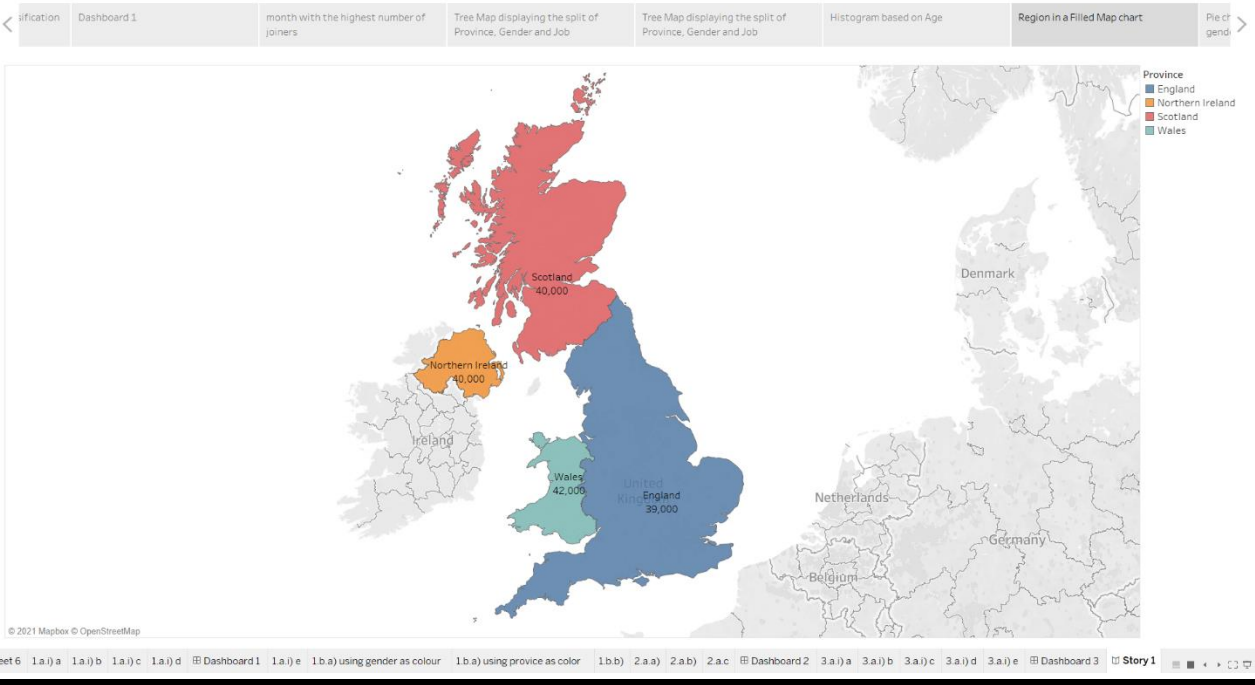 sification
Dashboard 1
month with the highest number of
joiners
Tree Map displaying the split of
Province, Gender and Job
Tree Map displaying the split of
Province, Gender and Job
Histogram based on Age
Region in a Filled Map chart
Pie ch
gende
Province
England
Northern Ireland
Scotland
Wales
Scotland
40,000
Denmark
Northern Ireland
40,000
Ireland
Wales
42,000
United
England
39,000
Netherlands
Germany
Belgium
© 2021 Mapbox © OpenStreetMap
eet 6 1.a.i) a 1.a.i) b 1.a.i) c 1.a.i) d Dashboard 1 1.a.i) e 1.b.a) using gender as colour 1.b.a) using provice as color 1.b.b) 2.a.a) 2.a.b) 2.a.c Dashboard 2 3.a.i) a 3.a.i) b 3.a.i) c 3.a.i) d 3.a.i) e Dashboard 3 Story 1